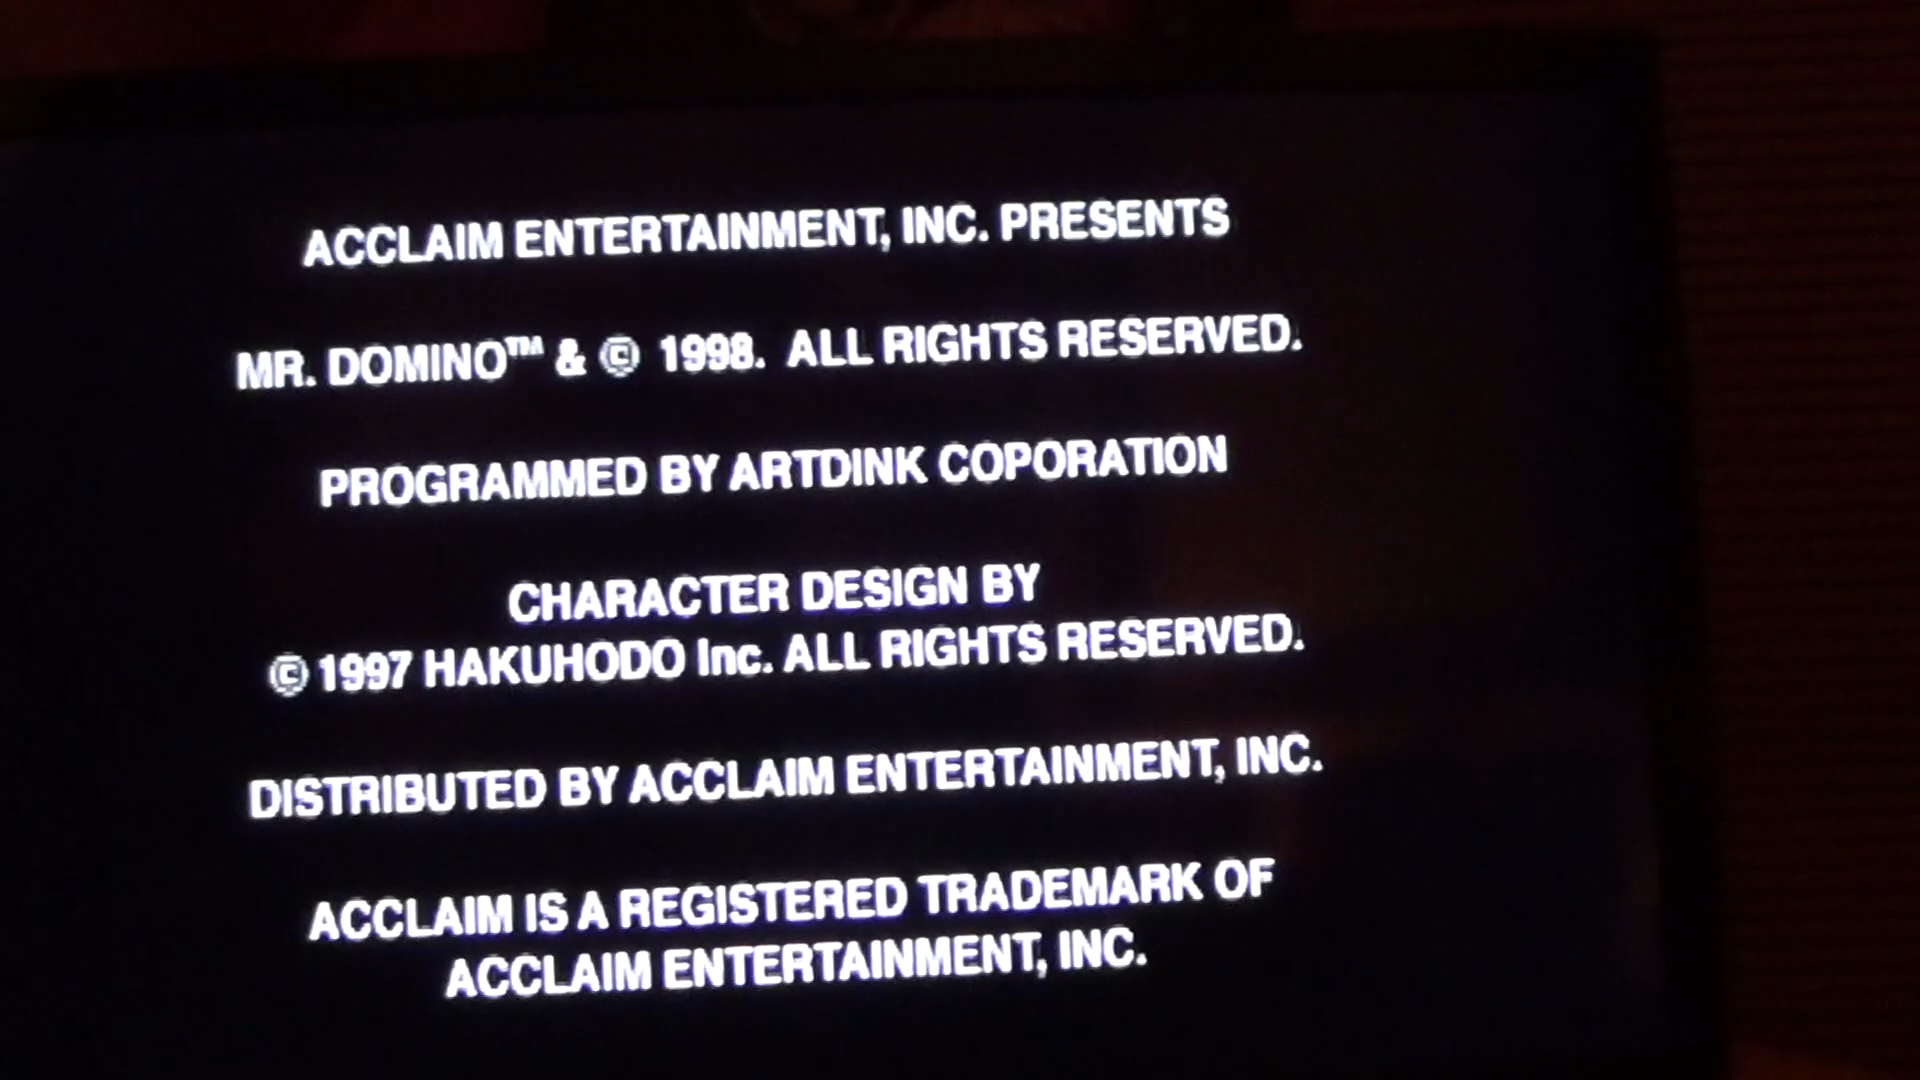 ACCLAIM ENTERTAINMENT, INC. PRESENTS
MR. DOMINO™ & © 1998. ALL RIGHTS RESERVED.
PROGRAMMED BY ARTDINK COPORATION
CHARACTER DESIGN BY
© 1997 HAKUHODO Inc. ALL RIGHTS RESERVED.
DISTRIBUTED BY ACCLAIM ENTERTAINMENT, INC.
ACCLAIM IS A REGISTERED TRADEMARK OF
ACCLAIM ENTERTAINMENT, INC.